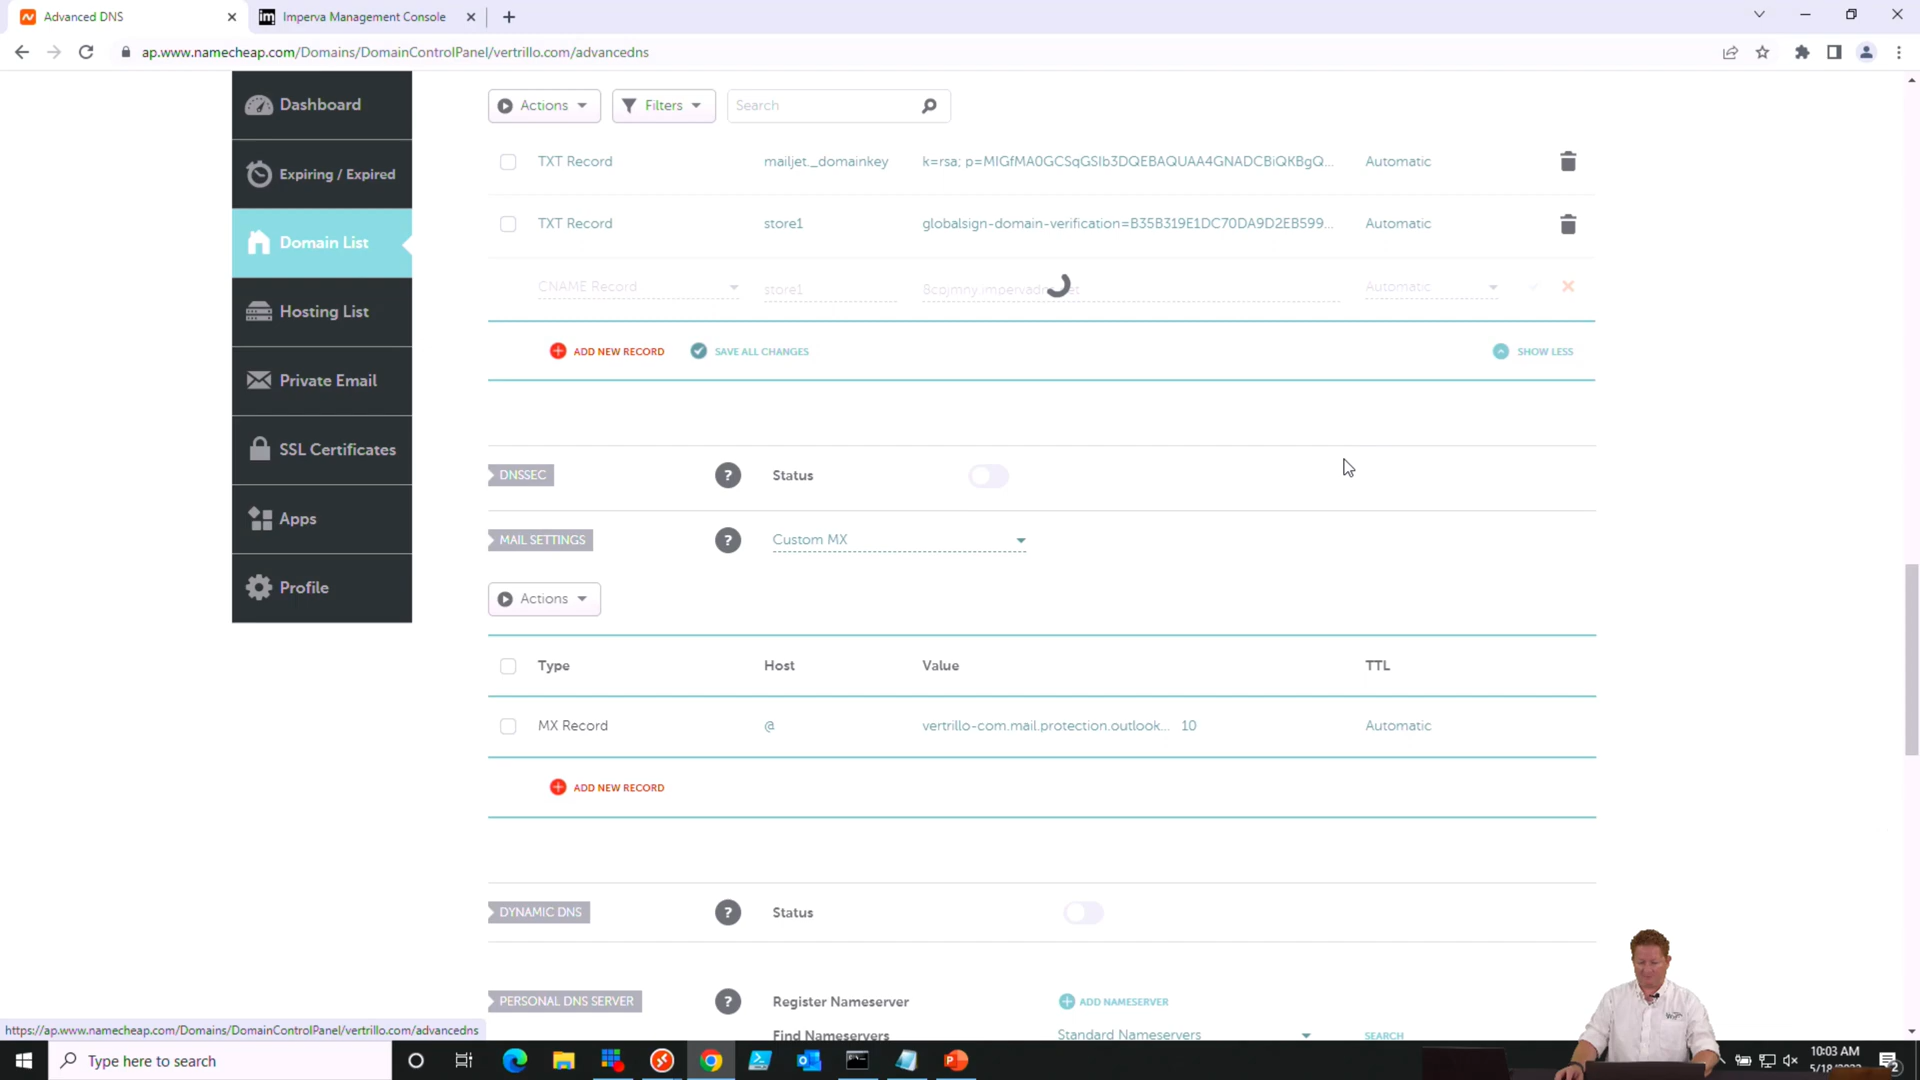 Advanced DNS
Imperva Management Console
ap.www.namecheap.com/Domains/DomainControlPanel/vertrillo.com/advancedns
Dashboard
Expiring / Expired
Domain List
Hosting List
Private Email
SSL Certificates
Apps
Profile
Actions
Filters
Search
TXT Record mailjet._domainkey k=rsa; p=MIGfMA0GCSqGSIb3DQEBAQUAA4GNADCBiQKBgQ... Automatic
TXT Record store1 globalsign-domain-verification=B35B319E1DC70DA9D2EB599... Automatic
CNAME Record store1 Automatic
ADD NEW RECORD SAVE ALL CHANGES SHOW LESS
DNSSEC ? Status
MAIL SETTINGS ? Custom MX
Actions
Type Host Value TTL
MX Record @ vertrillo-com.mail.protection.outlook... 10 Automatic
ADD NEW RECORD
DYNAMIC DNS ? Status
PERSONAL DNS SERVER ? Register Nameserver ADD NAMESERVER
Find Nameservers Standard Nameservers SEARCH
https://ap.www.namecheap.com/Domains/DomainControlPanel/vertrillo.com/advancedns
Type here to search
10:03 AM
2